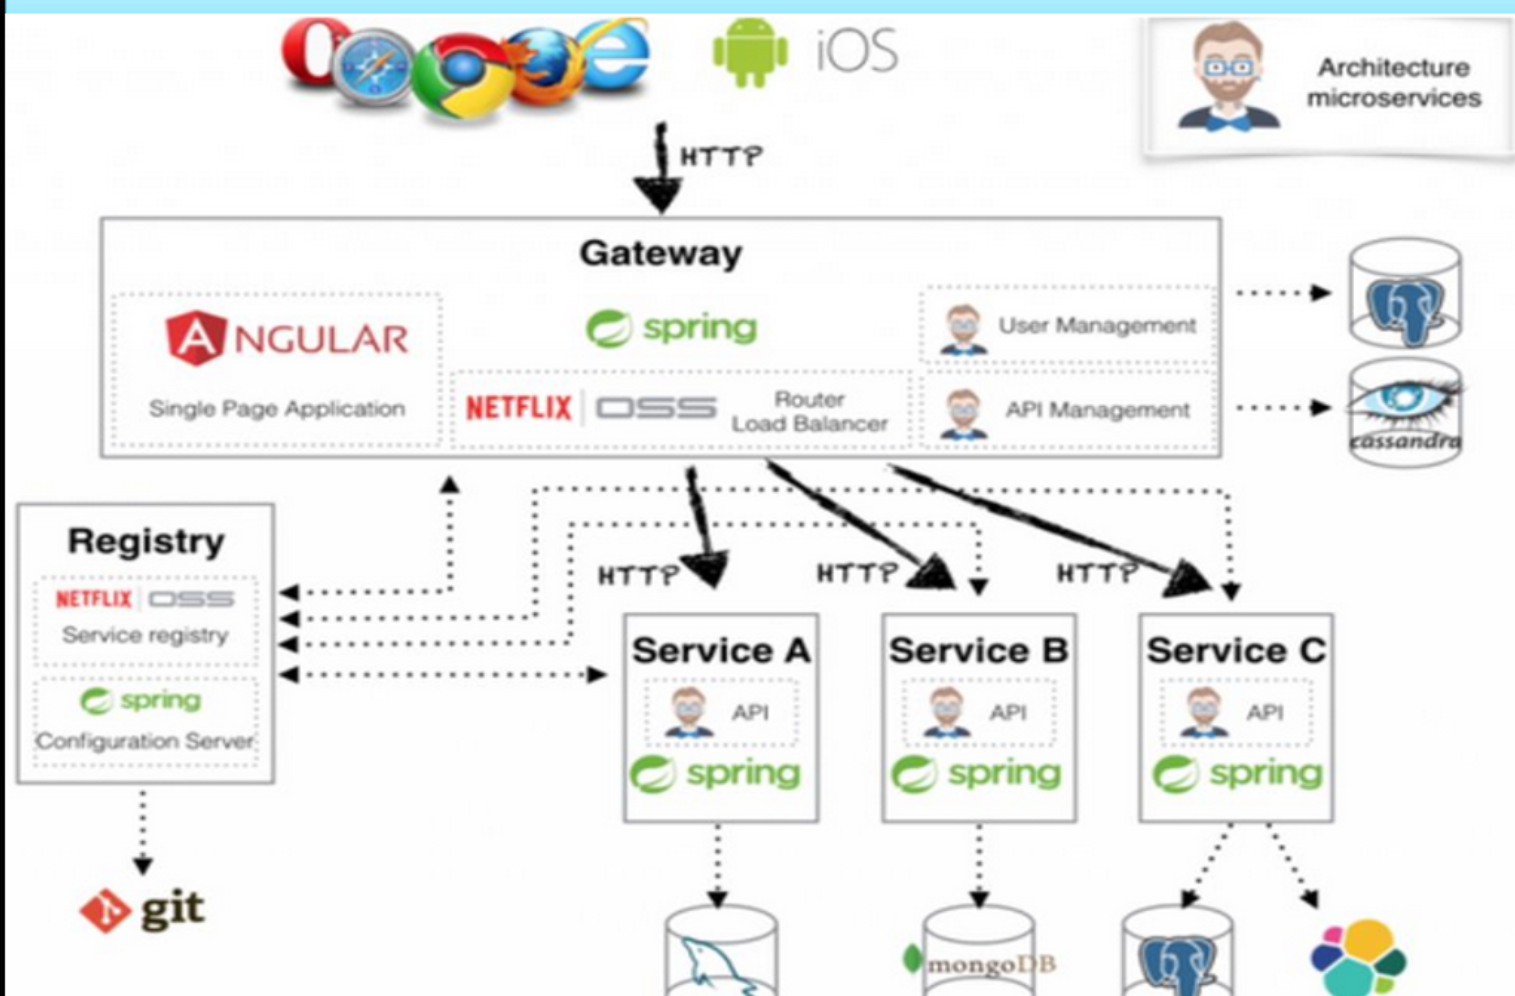 iOS
Architecture
microservices
HTTP
Gateway
ANGULAR
Single Page Application
spring
NETFLIX OSS
Router
Load Balancer
User Management
API Management
cassandra
Registry
NETFLIX OSS
Service registry
spring
Configuration Server
git
HTTP
HTTP
HTTP
Service A
API
spring
Service B
API
spring
Service C
API
spring
mongoDB